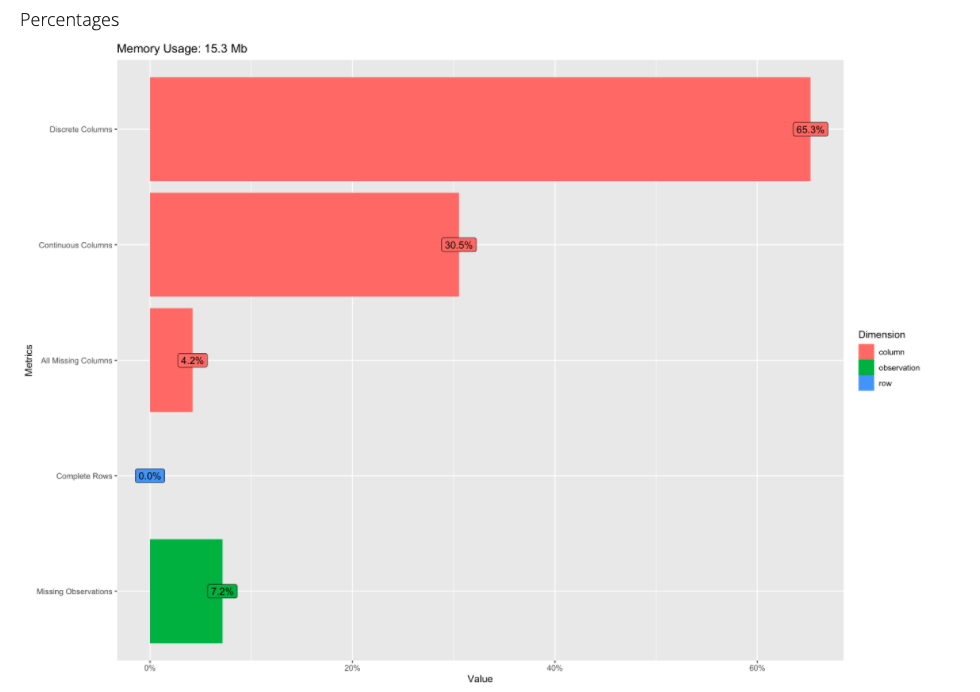 Percentages
Memory Usage: 15.3 Mb
Discrete Columns
65.3%
Continuous Columns
30.5%
All Missing Columns
4.2%
Complete Rows
0.0%
Missing Observations
7.2%
Metrics
0%
20%
40%
60%
Value
Dimension
column
observation
row